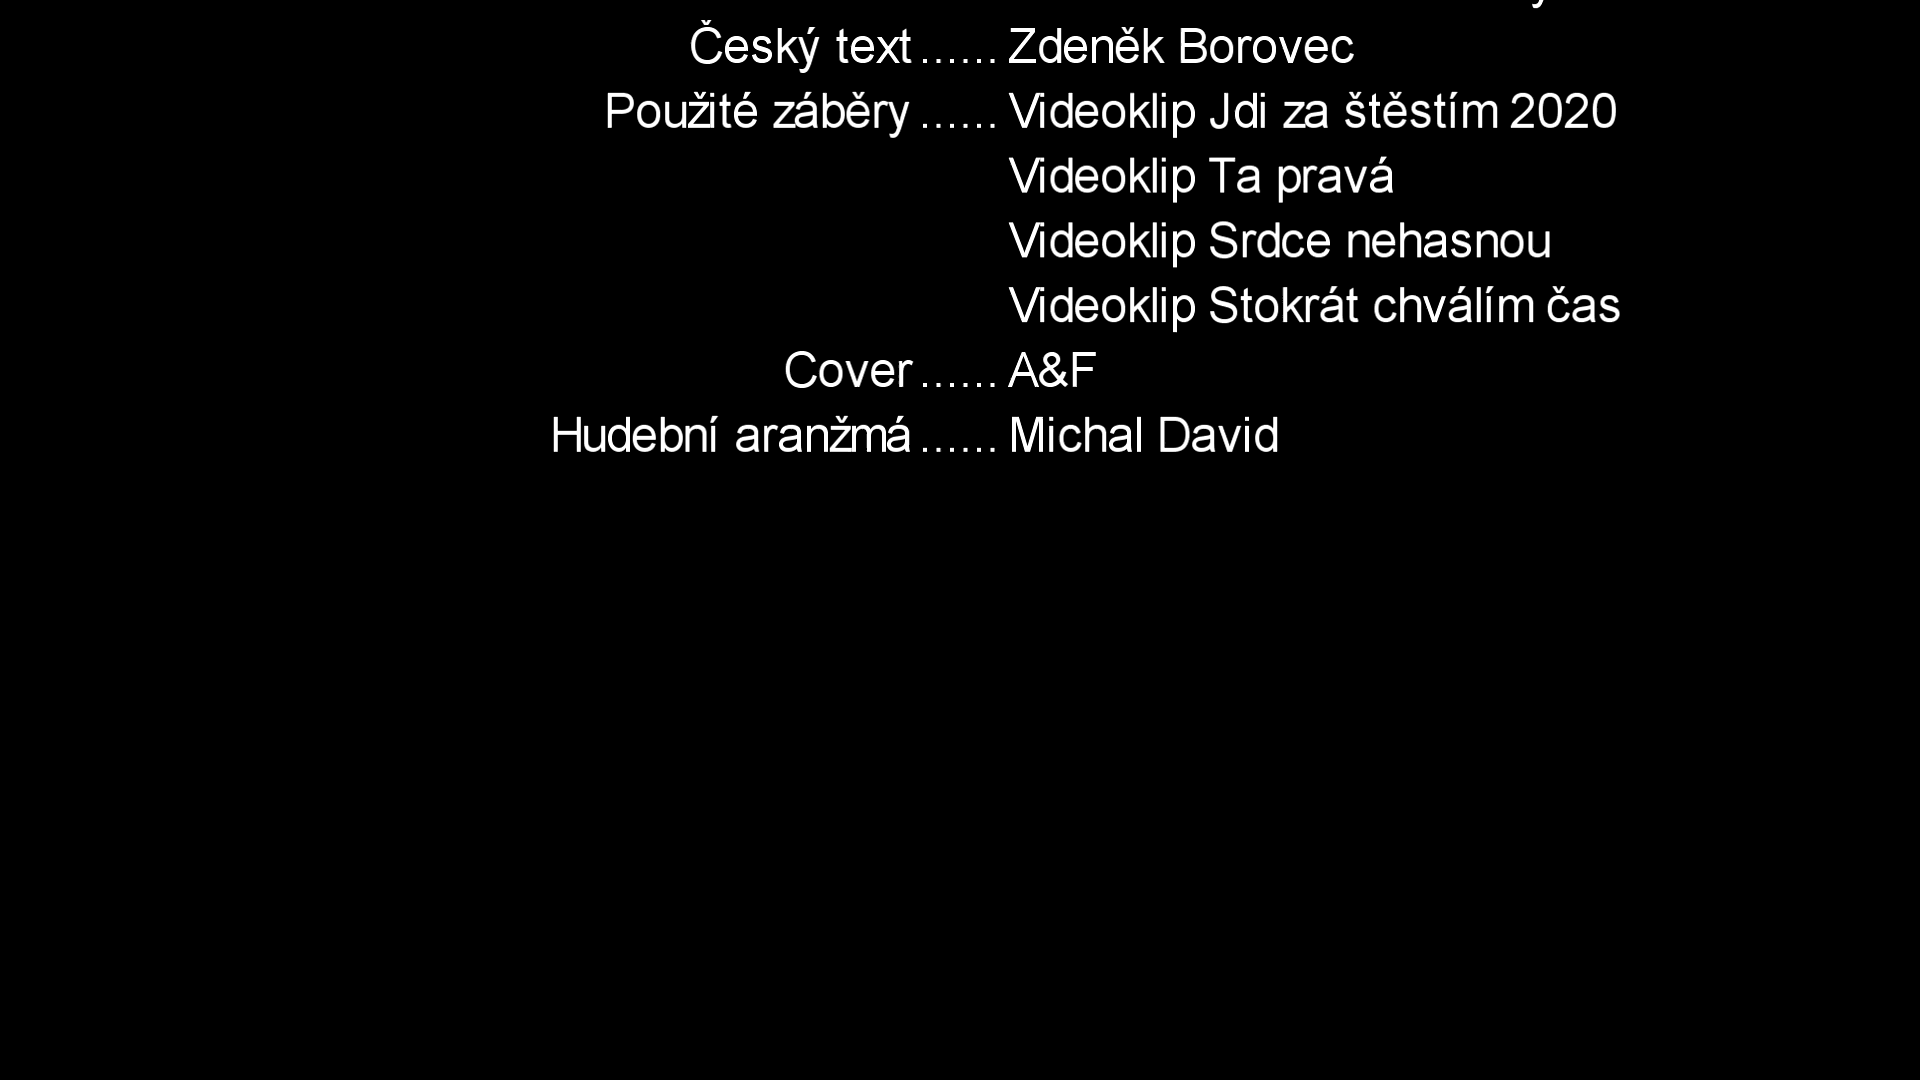 Český text ...... Zdeněk Borovec
Použité záběry ...... Videoklip Jdi za štěstím 2020
Videoklip Ta pravá
Videoklip Srdce nehasnou
Videoklip Stokrát chválím čas
Cover ...... A&F
Hudební aranžmá ...... Michal David